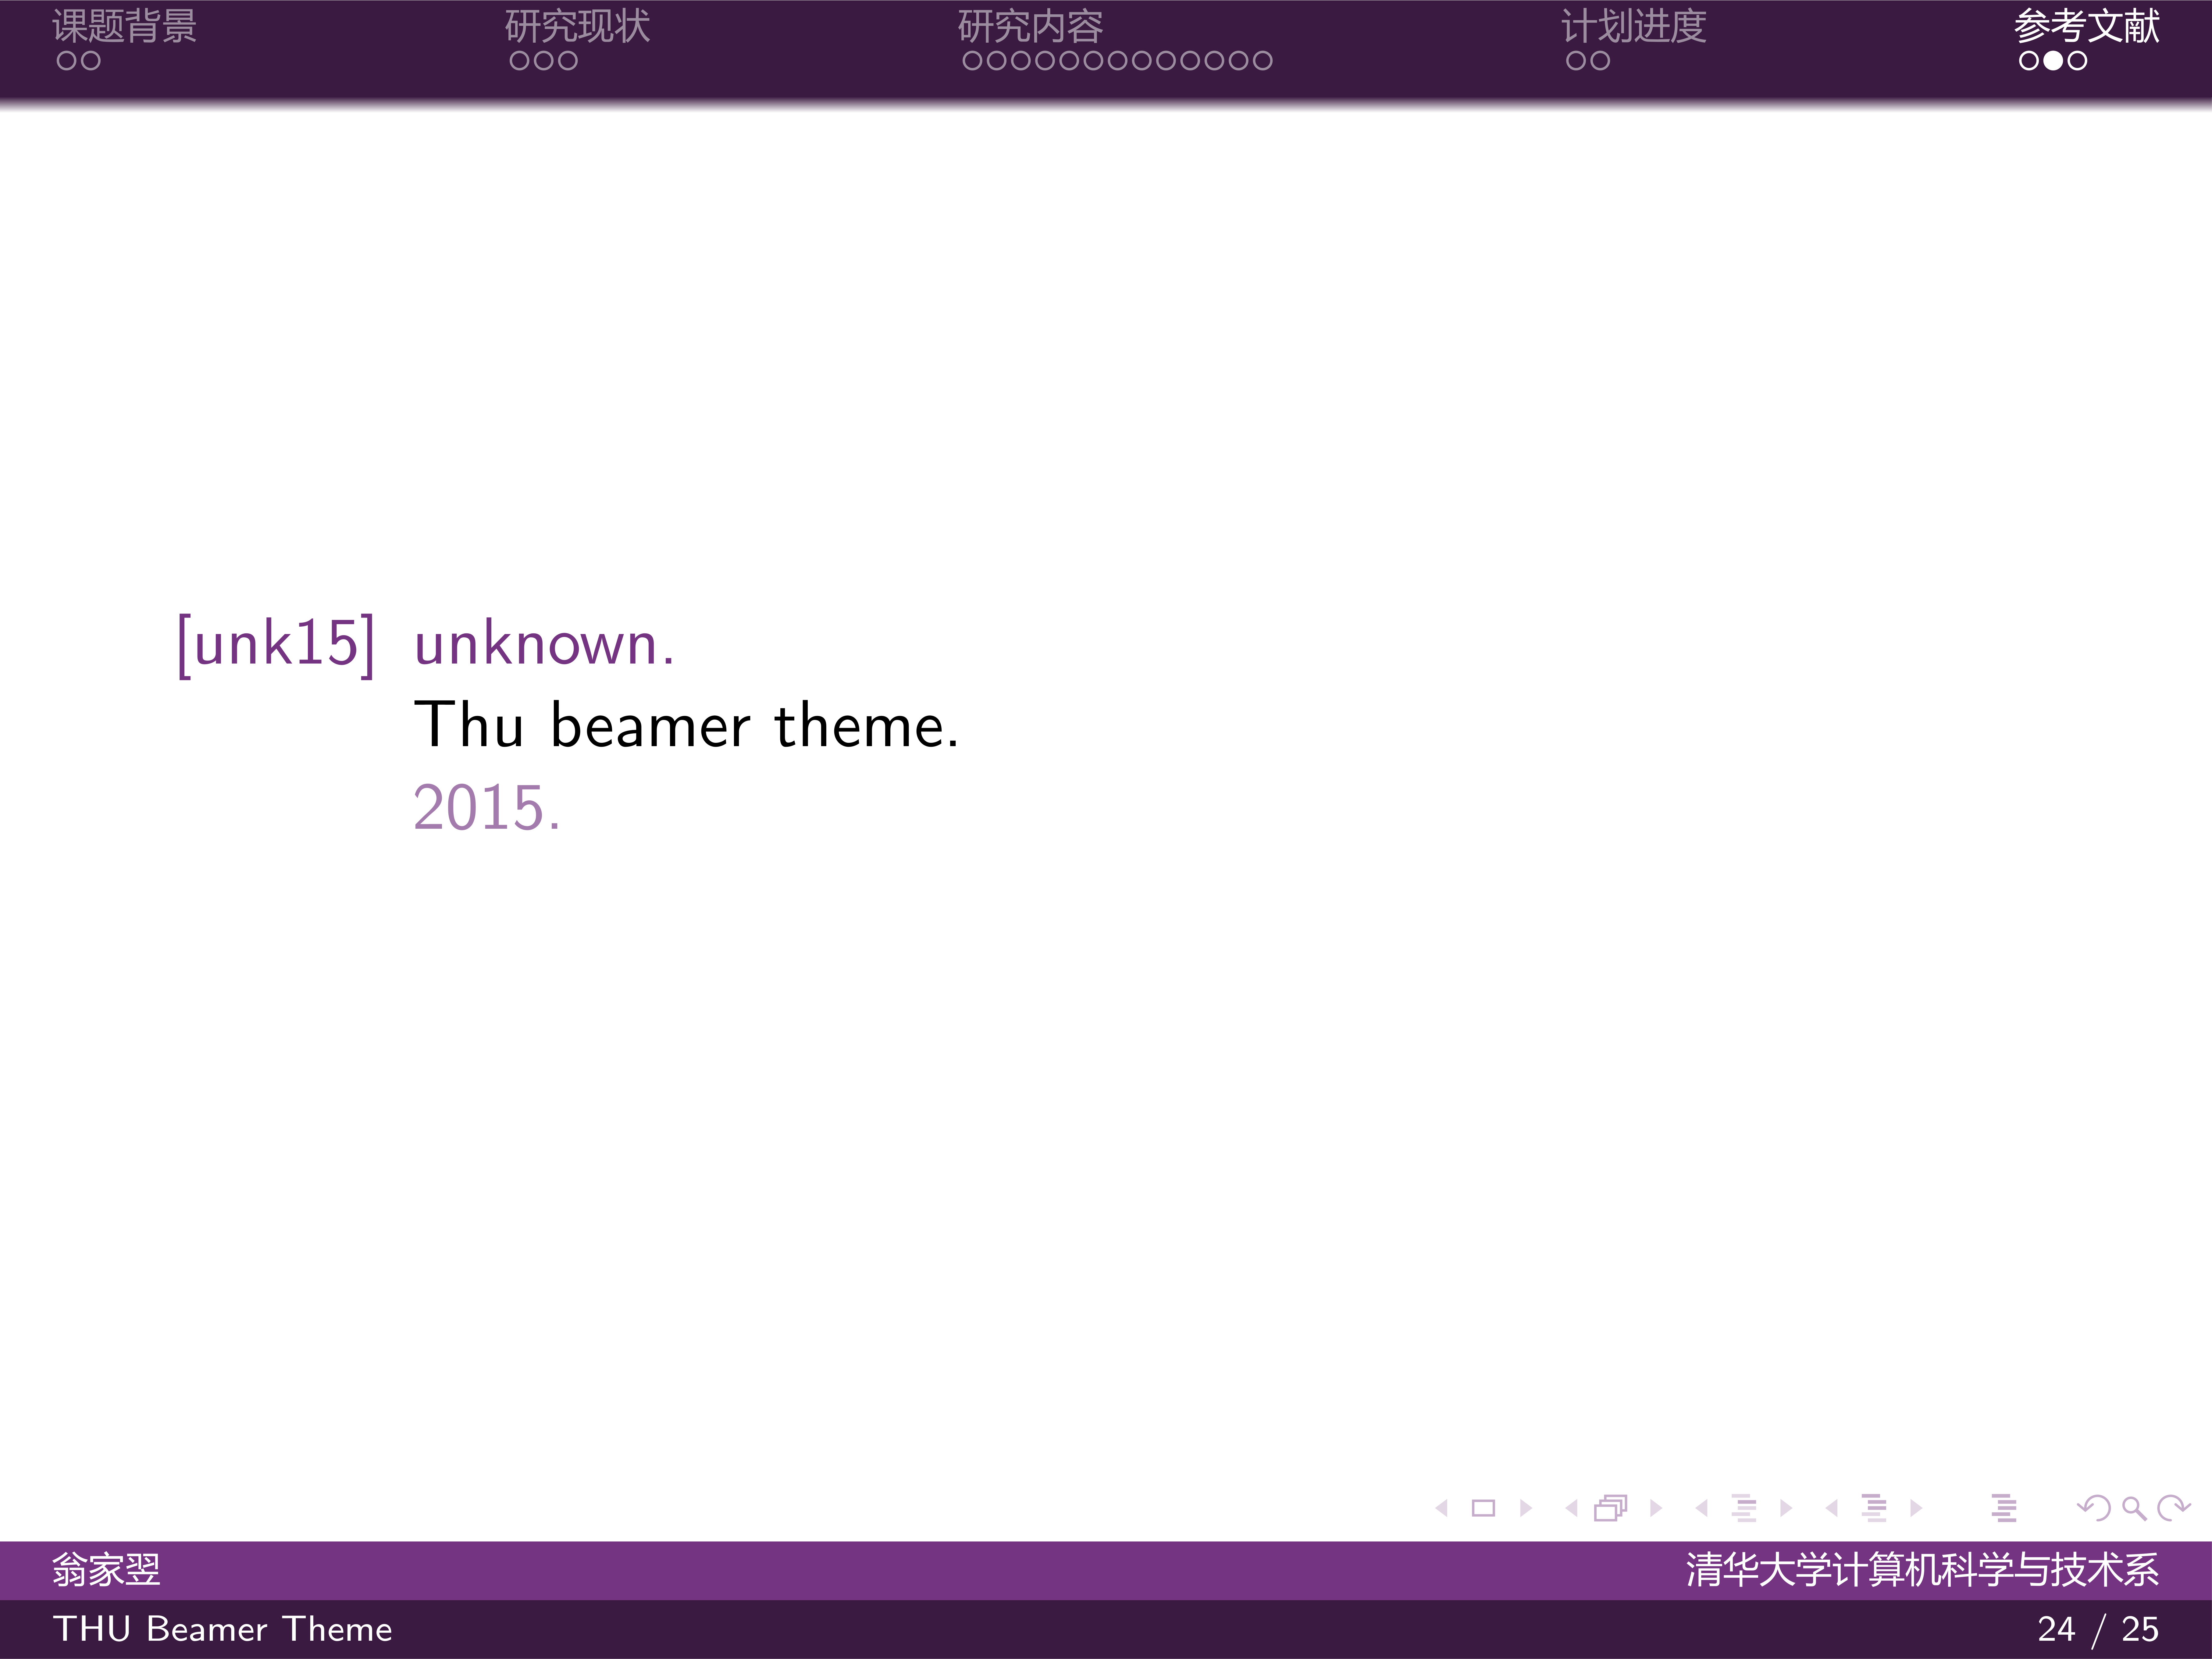 课题背景 研究现状 研究内容 计划进度 参考文献
[unk15] unknown.
Thu beamer theme.
2015.
翁家翌 清华大学计算机科学与技术系
THU Beamer Theme 24 / 25